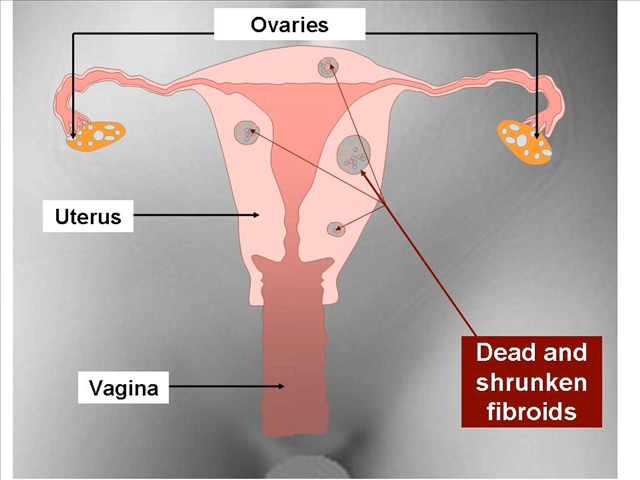 Ovaries
Uterus
Vagina
Dead and
shrunken
fibroids